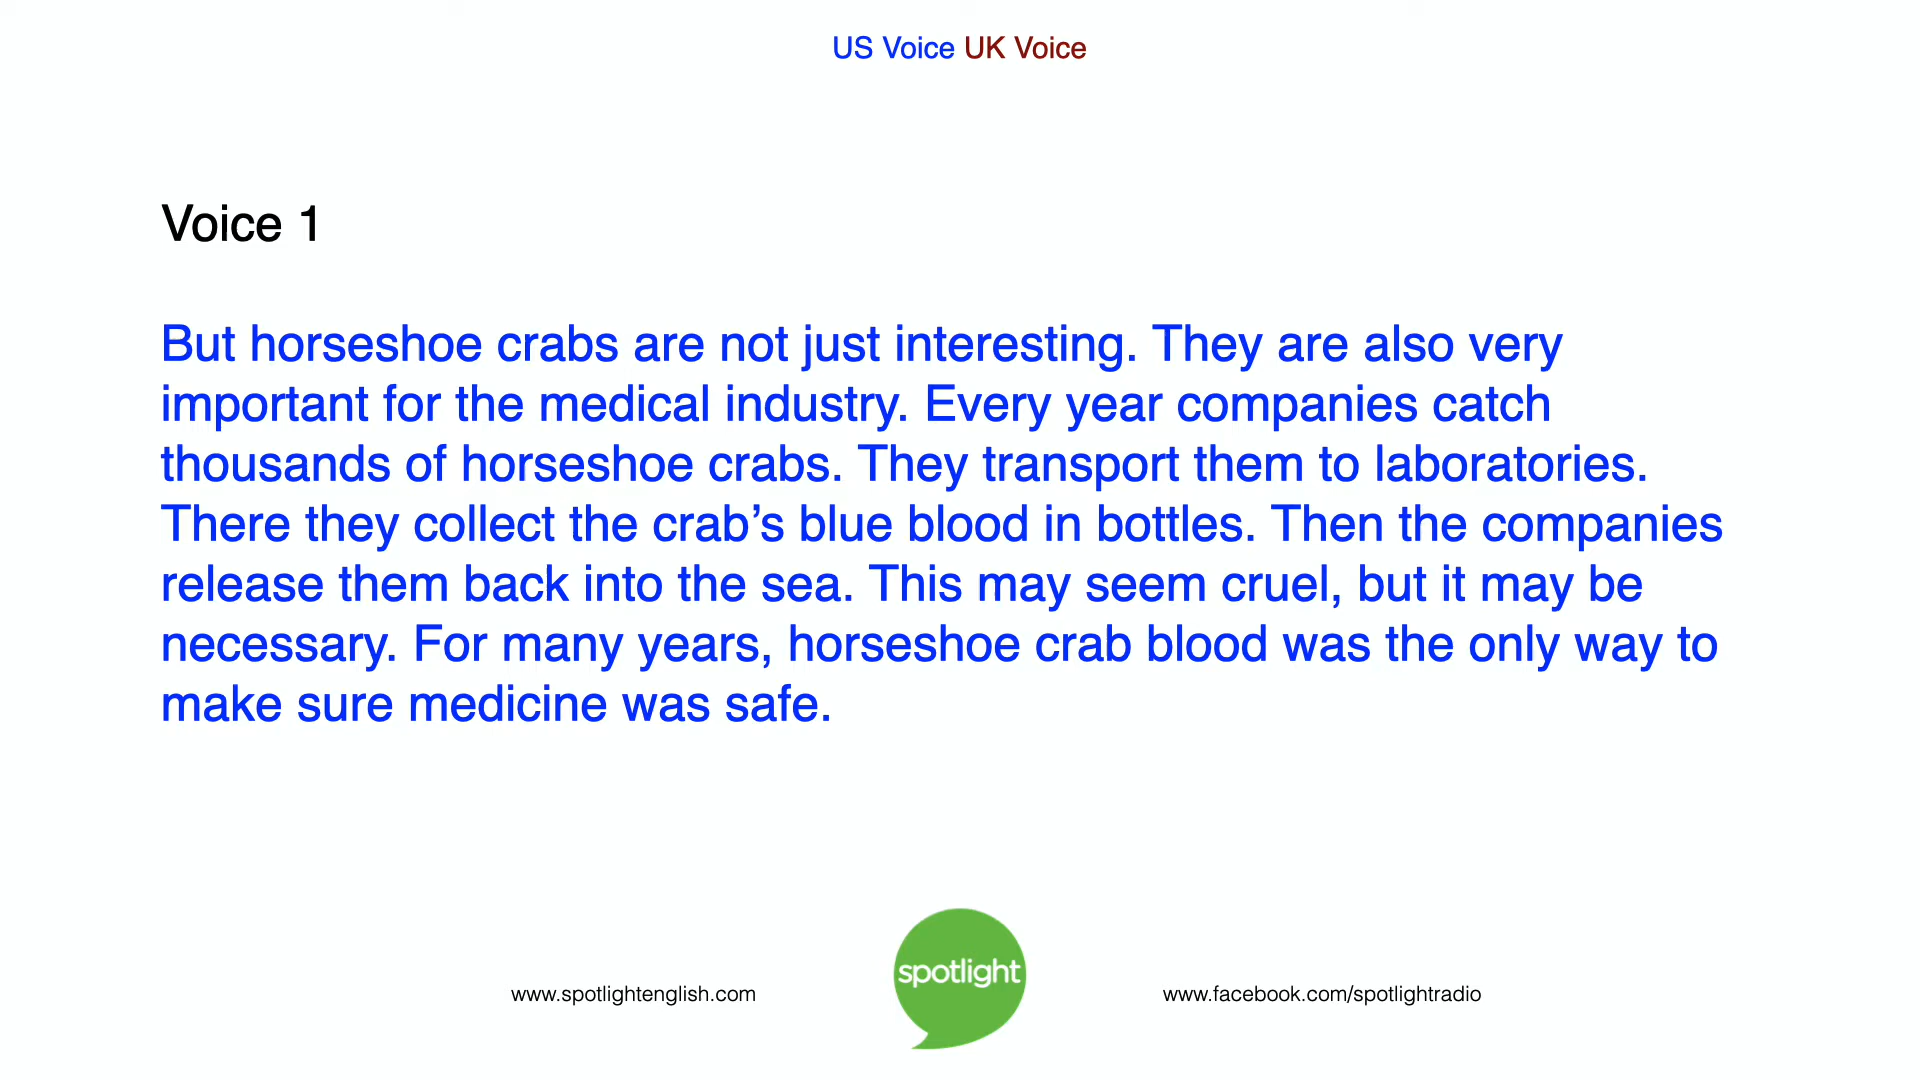 US Voice UK Voice
Voice 1
But horseshoe crabs are not just interesting. They are also very
important for the medical industry. Every year companies catch
thousands of horseshoe crabs. They transport them to laboratories.
There they collect the crab’s blue blood in bottles. Then the companies
release them back into the sea. This may seem cruel, but it may be
necessary. For many years, horseshoe crab blood was the only way to
make sure medicine was safe.
spotlight
www.spotlightenglish.com
www.facebook.com/spotlightradio